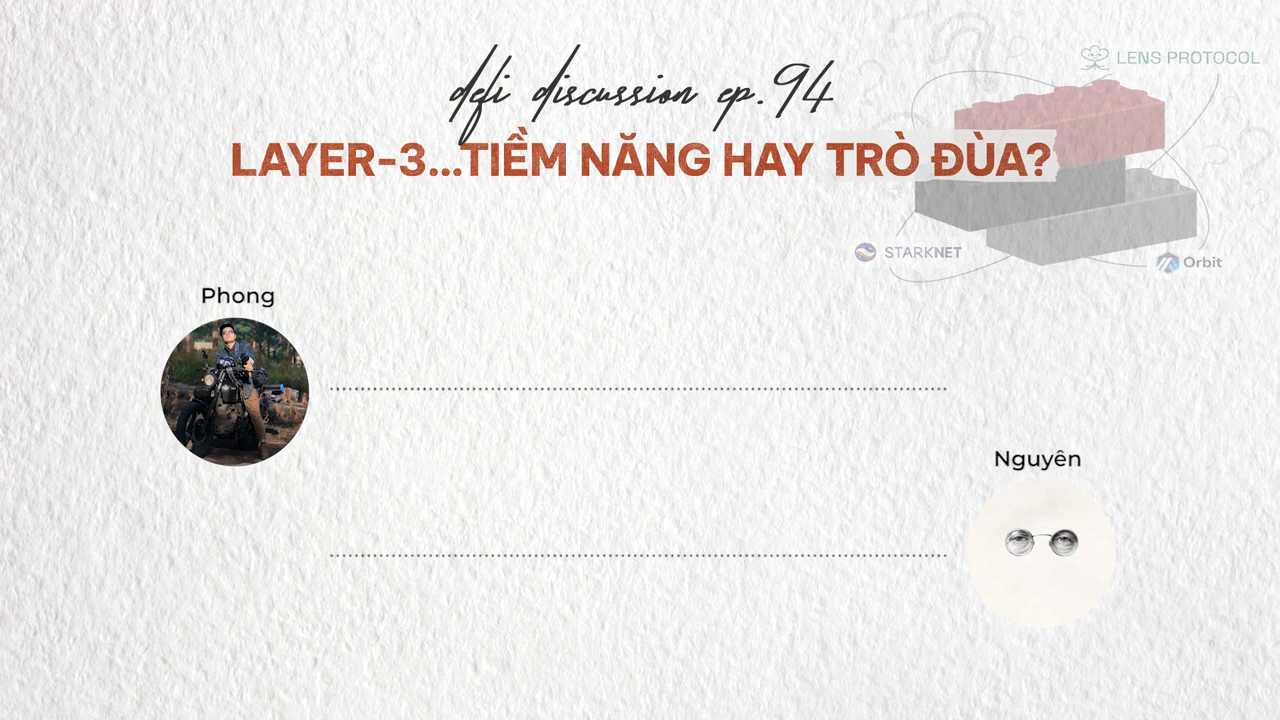 defi discussion ep.94
LAYER-3...TIỀM NĂNG HAY TRÒ ĐÙA?
LENS PROTOCOL
STARKNET
Orbit
Phong
Nguyên